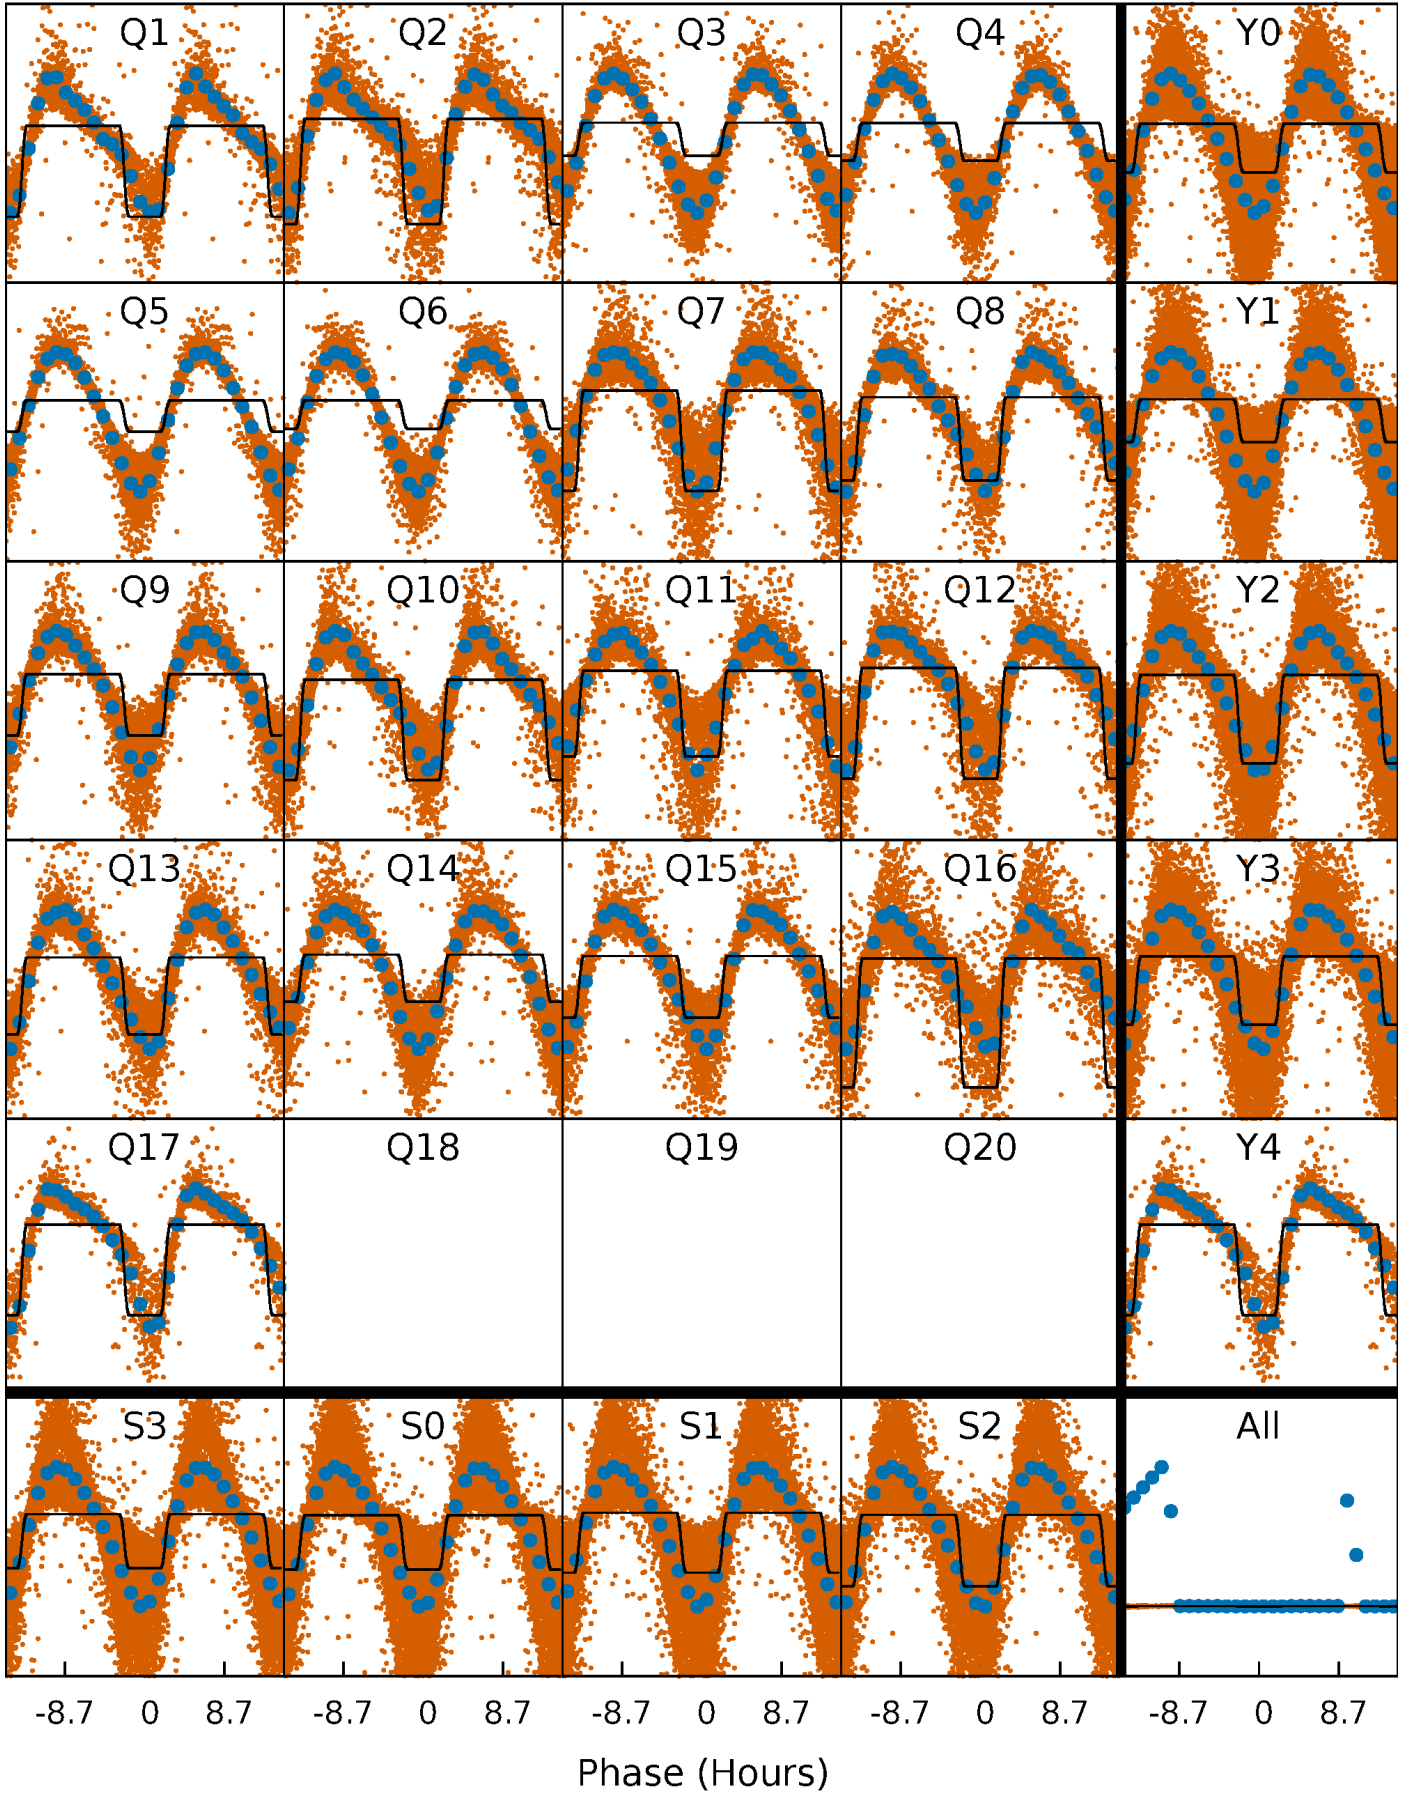 Q1 Q2 Q3 Q4 Y0
Q5 Q6 Q7 Q8 Y1
Q9 Q10 Q11 Q12 Y2
Q13 Q14 Q15 Q16 Y3
Q17 Q18 Q19 Q20 Y4
S3 S0 S1 S2 All
-8.7 0 8.7 -8.7 0 8.7 -8.7 0 8.7 -8.7 0 8.7 -8.7 0 8.7
Phase (Hours)